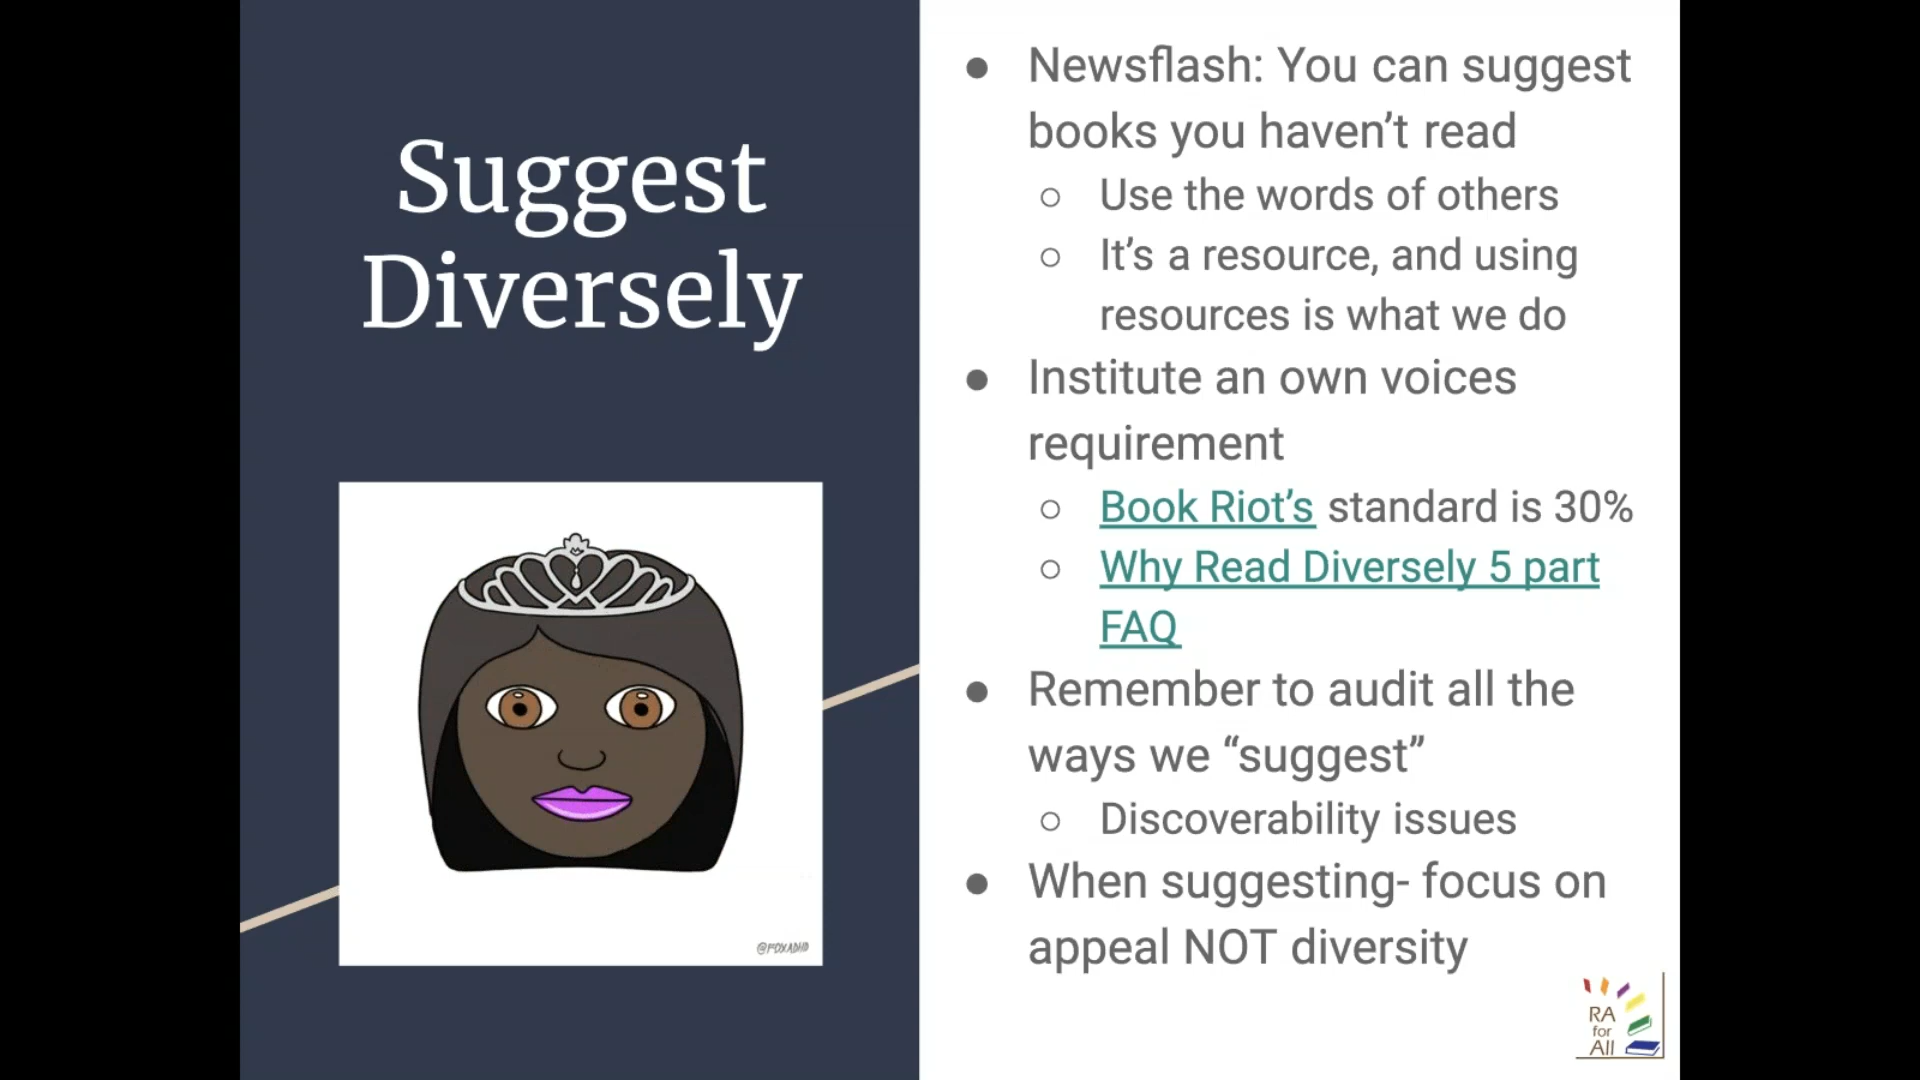 Suggest
Diversely
@FOXADHD
● Newsflash: You can suggest
books you haven’t read
○ Use the words of others
○ It’s a resource, and using
resources is what we do
● Institute an own voices
requirement
○ Book Riot’s standard is 30%
○ Why Read Diversely 5 part
FAQ
● Remember to audit all the
ways we “suggest”
○ Discoverability issues
● When suggesting- focus on
appeal NOT diversity
RA
for
All